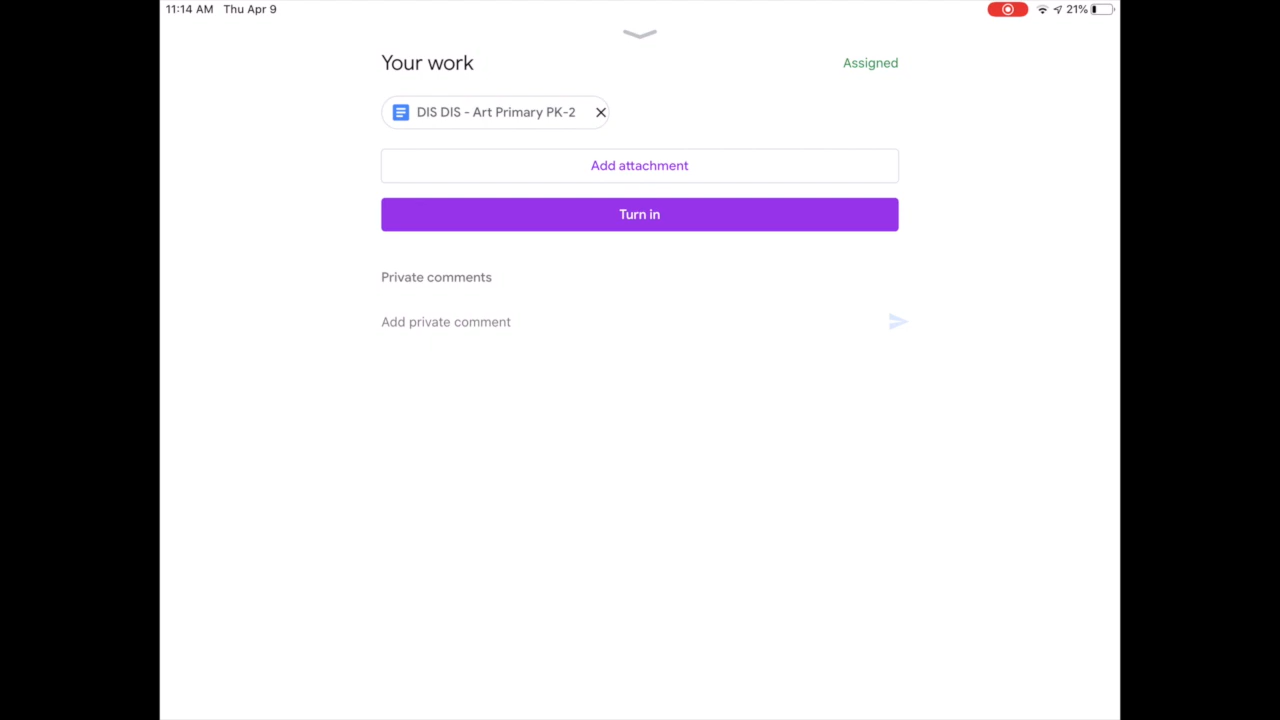 11:14 AM Thu Apr 9 21%
Your work Assigned
DIS DIS - Art Primary PK-2
Add attachment
Turn in
Private comments
Add private comment